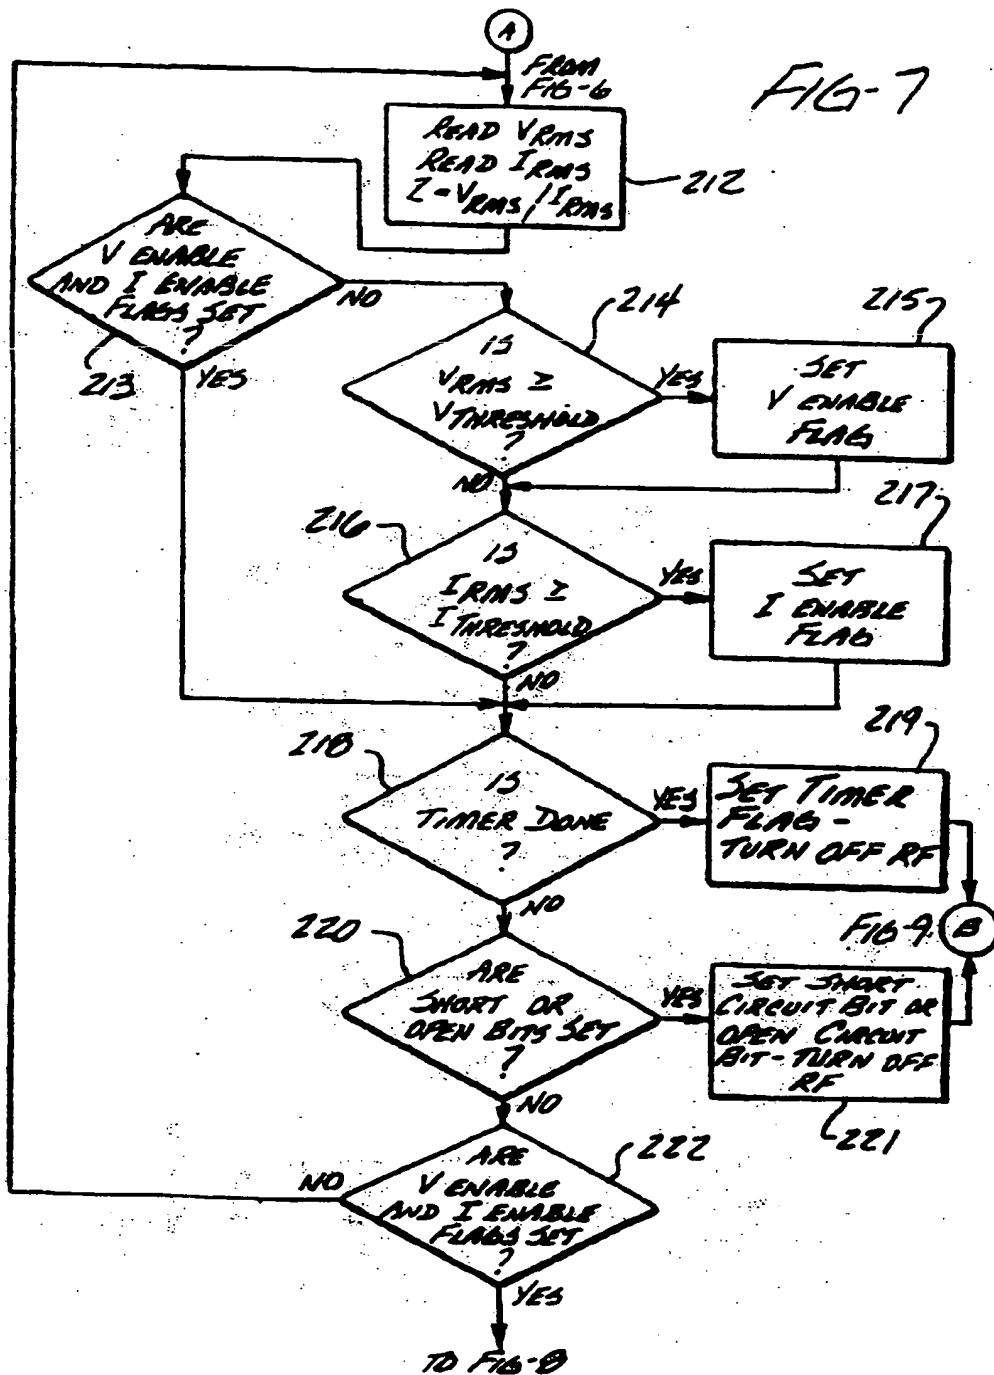 A
FROM
FIG-6
FIG-7
READ VRMS
READ IRMS
Z=VRMS/IRMS
212
ARE
V ENABLE
AND I ENABLE
FLAGS SET
?
213
NO
YES
214
IS
VRMS ≥
VTHRESHOLD
?
YES
NO
215
SET
V ENABLE
FLAG
216
IS
IRMS ≥
ITHRESHOLD
?
YES
NO
217
SET
I ENABLE
FLAG
218
IS
TIMER DONE
?
YES
NO
219
SET TIMER
FLAG-
TURN OFF RF
FIG-9
B
220
ARE
SHORT OR
OPEN BITS SET
?
YES
NO
SET SHORT
CIRCUIT BIT OR
OPEN CIRCUIT
BIT-TURN OFF
RF
221
222
ARE
V ENABLE
AND I ENABLE
FLAGS SET
?
NO
YES
TO FIG-8